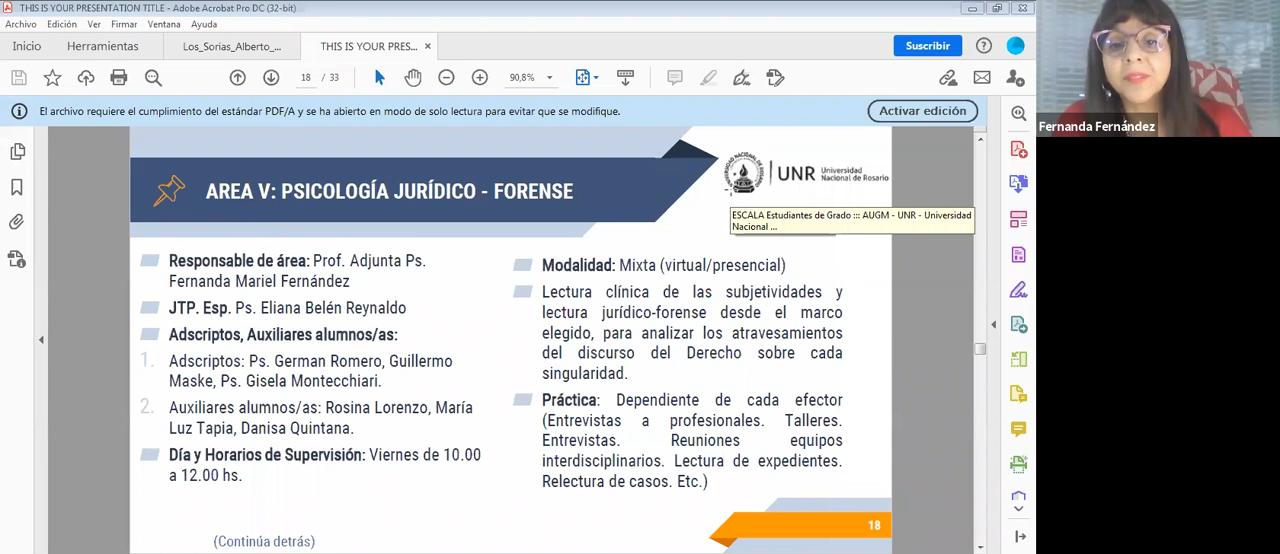 THIS IS YOUR PRESENTATION TITLE - Adobe Acrobat Pro DC (32-bit)
Archivo Edición Ver Firmar Ventana Ayuda
Inicio Herramientas Los_Sorias_Alberto_... THIS IS YOUR PRES... × Suscribir
18 / 33 90,8%
El archivo requiere el cumplimiento del estándar PDF/A y se ha abierto en modo de solo lectura para evitar que se modifique. Activar edición
Fernanda Fernández
AREA V: PSICOLOGÍA JURÍDICO - FORENSE
UNR Universidad
Nacional de Rosario
ESCALA Estudiantes de Grado ::: AUGM - UNR - Universidad
Nacional ...
Responsable de área: Prof. Adjunta Ps.
Fernanda Mariel Fernández
JTP. Esp. Ps. Eliana Belén Reynaldo
Adscriptos, Auxiliares alumnos/as:
1. Adscriptos: Ps. German Romero, Guillermo
Maske, Ps. Gisela Montecchiari.
2. Auxiliares alumnos/as: Rosina Lorenzo, María
Luz Tapia, Danisa Quintana.
Día y Horarios de Supervisión: Viernes de 10.00
a 12.00 hs.
(Continúa detrás)
Modalidad: Mixta (virtual/presencial)
Lectura clínica de las subjetividades y
lectura jurídico-forense desde el marco
elegido, para analizar los atravesamientos
del discurso del Derecho sobre cada
singularidad.
Práctica: Dependiente de cada efector
(Entrevistas a profesionales. Talleres.
Entrevistas. Reuniones equipos
interdisciplinarios. Lectura de expedientes.
Relectura de casos. Etc.)
18